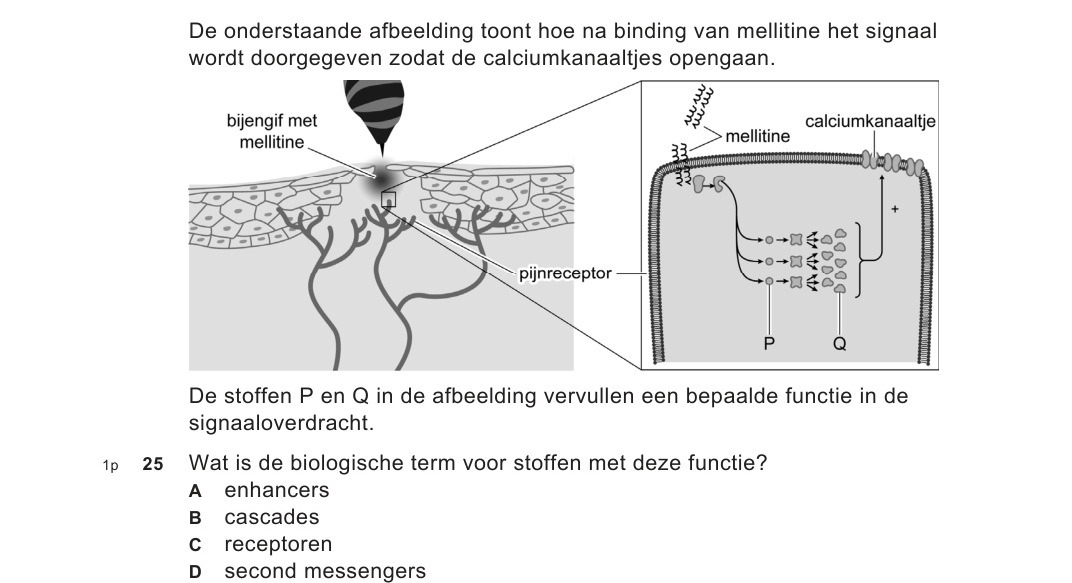 De onderstaande afbeelding toont hoe na binding van mellitine het signaal
wordt doorgegeven zodat de calciumkanaaltjes opengaan.
bijengif met
mellitine
mellitine
calciumkanaaltje
+
pijnreceptor
P
Q
De stoffen P en Q in de afbeelding vervullen een bepaalde functie in de
signaaloverdracht.
1p 25 Wat is de biologische term voor stoffen met deze functie?
A enhancers
B cascades
C receptoren
D second messengers